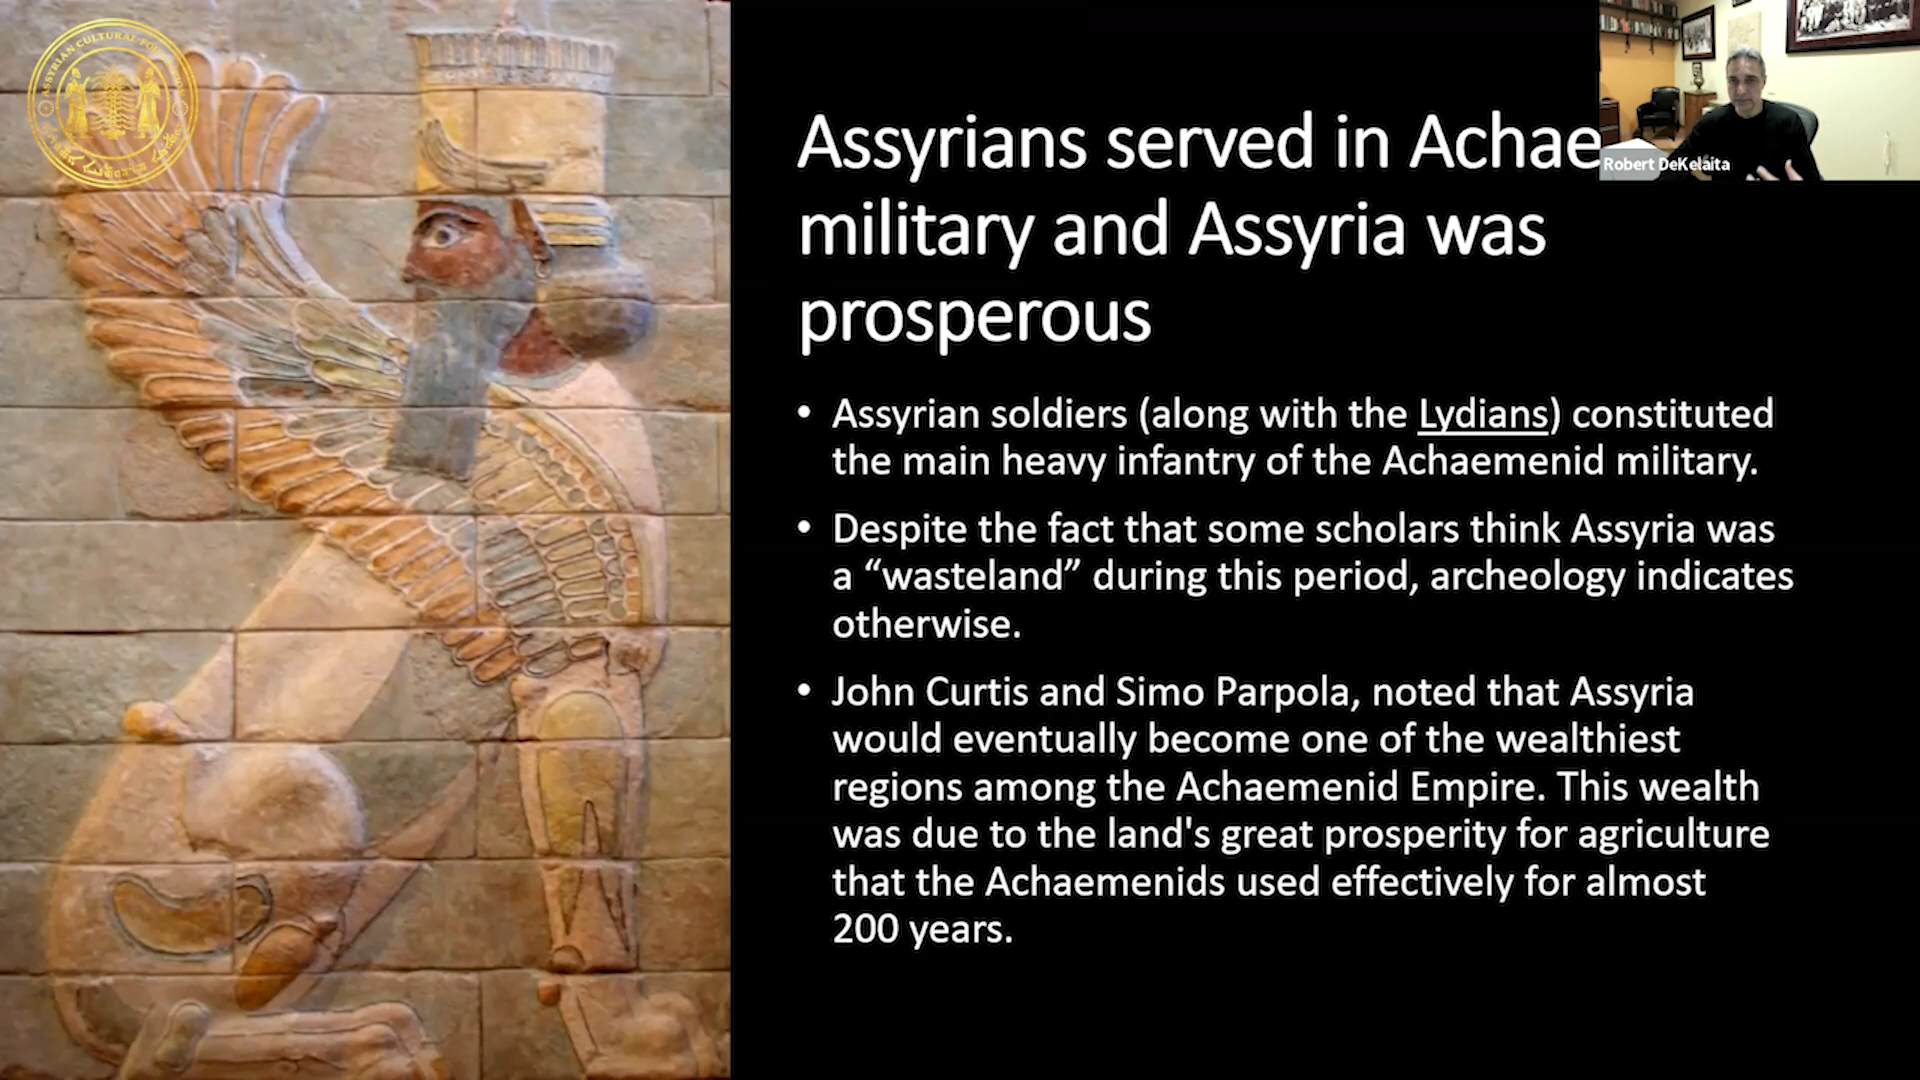 ASSYRIAN CULTURAL FOUNDATION
Assyrians served in Achae
Robert DeKelaita
military and Assyria was
prosperous
• Assyrian soldiers (along with the Lydians) constituted
the main heavy infantry of the Achaemenid military.
• Despite the fact that some scholars think Assyria was
a “wasteland” during this period, archeology indicates
otherwise.
• John Curtis and Simo Parpola, noted that Assyria
would eventually become one of the wealthiest
regions among the Achaemenid Empire. This wealth
was due to the land's great prosperity for agriculture
that the Achaemenids used effectively for almost
200 years.